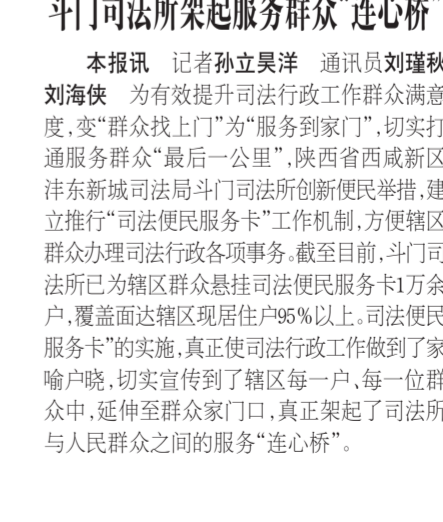 斗门司法所架起服务群众“连心桥”
本报讯 记者孙立昊洋 通讯员刘瑾秋
刘海侠 为有效提升司法行政工作群众满意
度,变“群众找上门”为“服务到家门”,切实打
通服务群众“最后一公里”,陕西省西咸新区
沣东新城司法局斗门司法所创新便民举措,建
立推行“司法便民服务卡”工作机制,方便辖区
群众办理司法行政各项事务。截至目前,斗门司
法所已为辖区群众悬挂司法便民服务卡1万余
户,覆盖面达辖区现居住户95%以上。司法便民
服务卡”的实施,真正使司法行政工作做到了家
喻户晓,切实宣传到了辖区每一户、每一位群
众中,延伸至群众家门口,真正架起了司法所
与人民群众之间的服务“连心桥”。